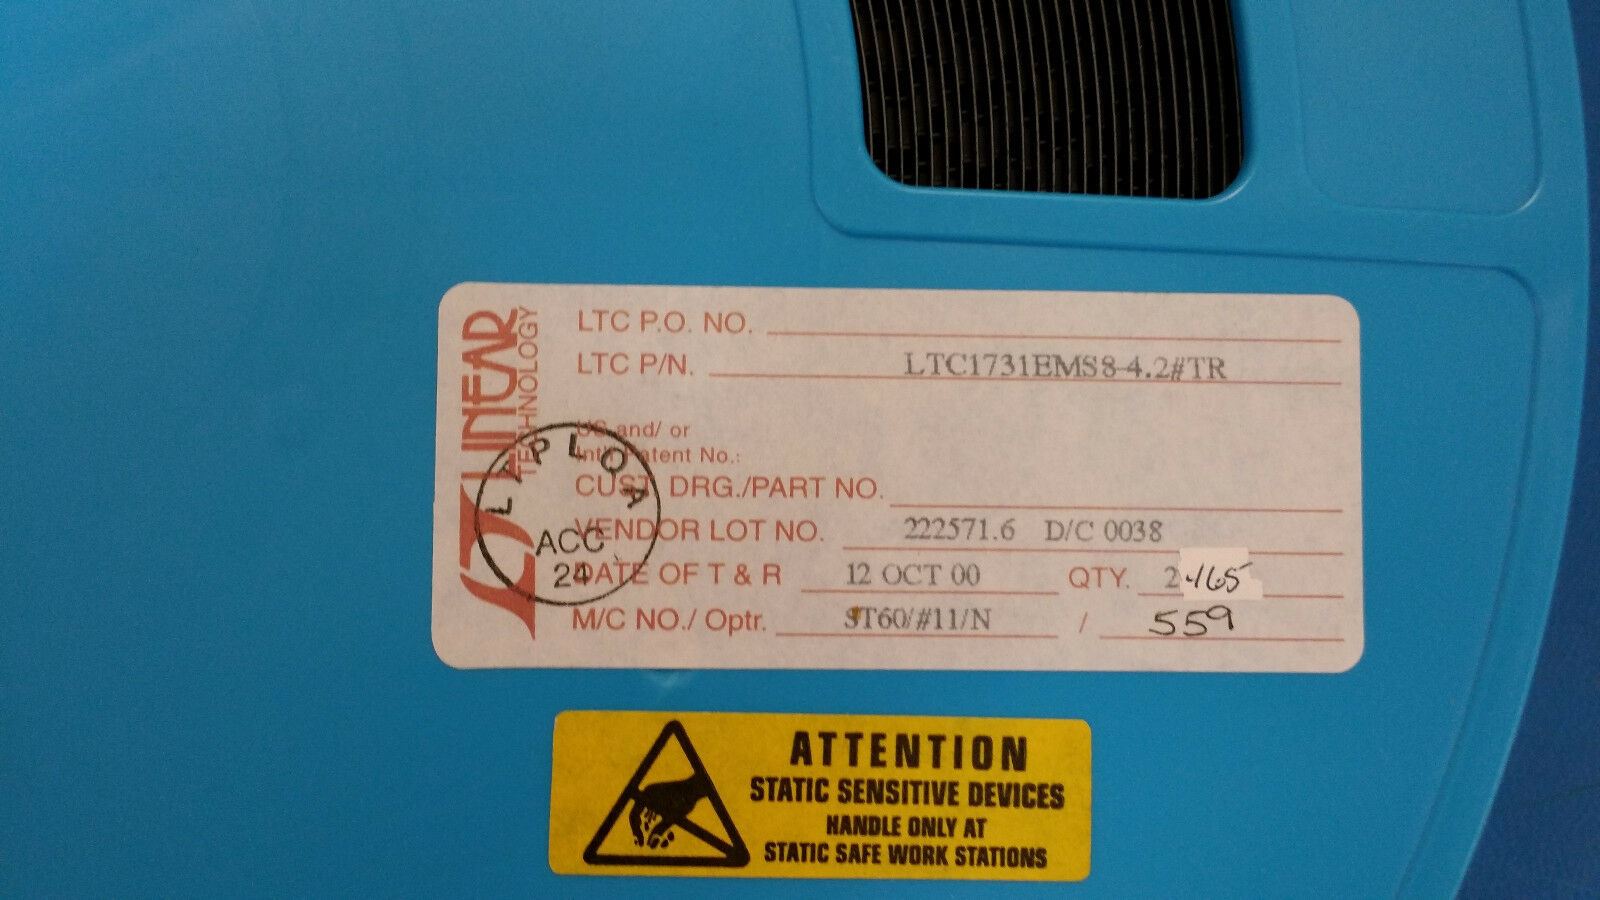 LINEAR
TECHNOLOGY
LTC P.O. NO.
LTC P/N. LTC1731EMS8-4.2#TR
US and/ or
Int'l Patent No.:
CUST. DRG./PART NO.
VENDOR LOT NO. 222571.6 D/C 0038
DATE OF T & R 12 OCT 00 QTY. 2465
M/C NO./ Optr. ST60/#11/N / 559
ACC
24
ATTENTION
STATIC SENSITIVE DEVICES
HANDLE ONLY AT
STATIC SAFE WORK STATIONS